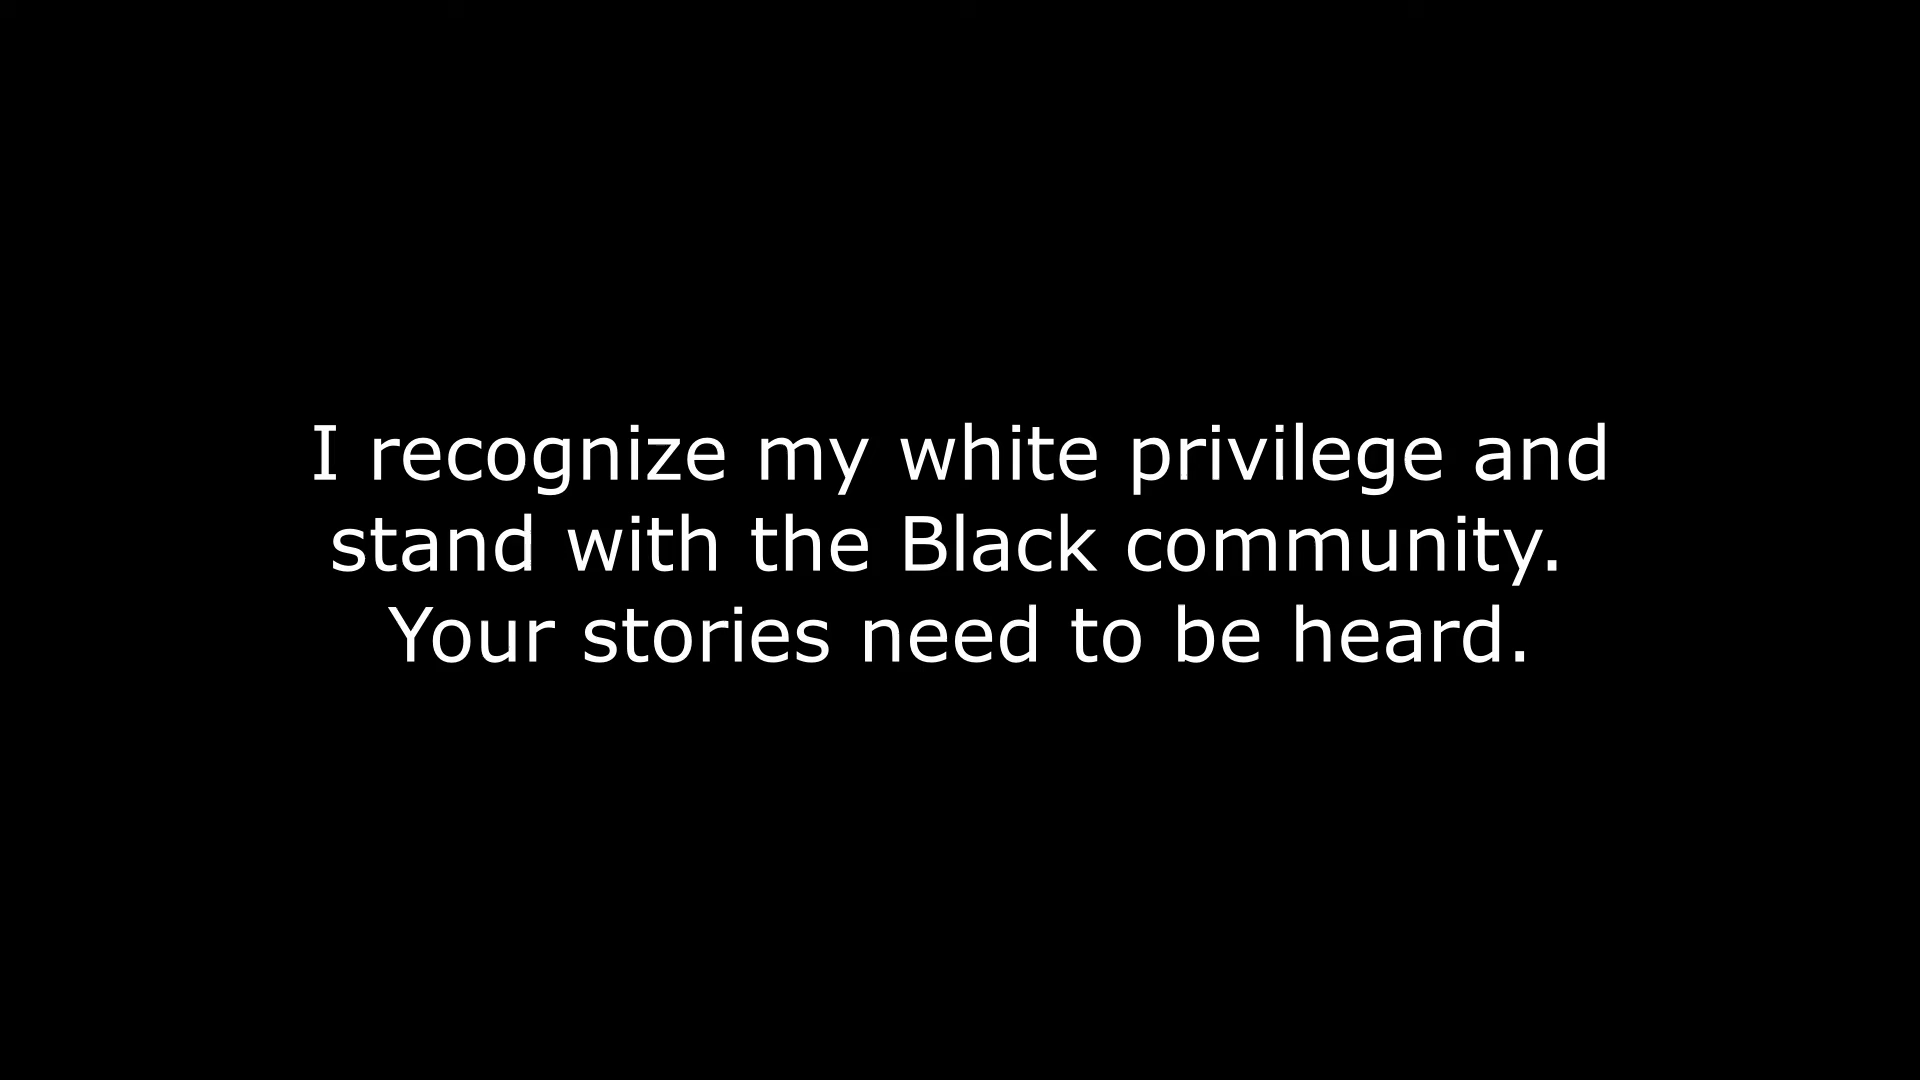 I recognize my white privilege and
stand with the Black community.
Your stories need to be heard.